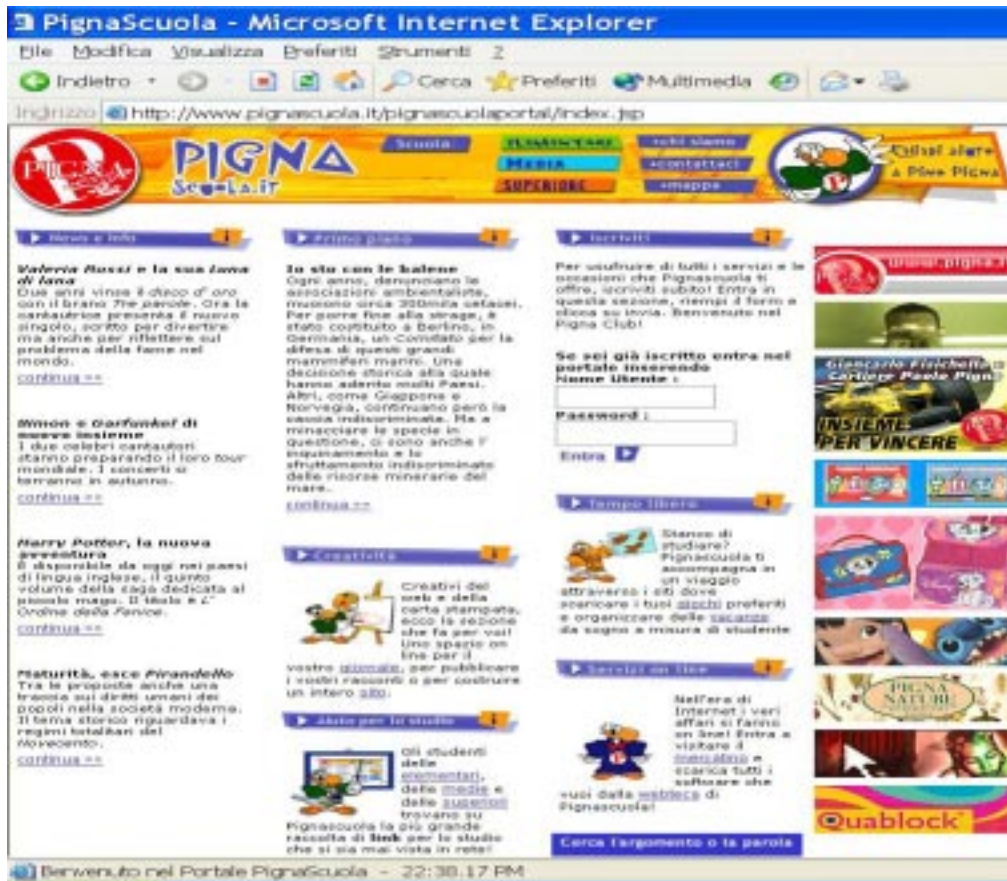 PignaScuola - Microsoft Internet Explorer
File Modifica Visualizza Preferiti Strumenti ?
Indietro Cerca Preferiti Multimedia
Indirizzo http://www.pignascuola.it/pignascuolaportal/index.jsp
PIGNA
PIGNA
Scuola.it
Scuola:
ELEMENTARE
MEDIA
SUPERIORE
•chi siamo
•contattaci
•mappa
Chiedi aiuto
a Pino Pigna
News e Info
Valeria Rossi e la sua Luna
di lana
Due anni vinse il disco d' oro
con il brano Tre parole. Ora la
cantautrice presenta il nuovo
singolo, scritto per divertire
ma anche per riflettere sul
problema della fame nel
mondo.
continua >>
Simon e Garfunkel di
nuovo insieme
I due celebri cantautori
stanno preparando il loro tour
mondiale. I concerti si
terranno in autunno.
continua >>
Harry Potter, la nuova
avventura
È disponibile da oggi nei paesi
di lingua inglese, il quinto
volume della saga dedicata al
piccolo mago. Il titolo è L'
Ordine della Fenice.
continua >>
Maturità, esce Pirandello
Tra le proposte anche una
traccia sui diritti umani dei
popoli nella società moderna.
Il tema storico riguardava i
regimi totalitari del
Novecento.
continua >>
Primo piano
Io sto con le balene
Ogni anno, denunciano le
associazioni ambientaliste,
muoiono circa 300mila cetacei.
Per porre fine alla strage, è
stato costituito a Berlino, in
Germania, un Comitato per la
difesa di questi grandi
mammiferi marini. Una
decisione storica alla quale
hanno aderito molti Paesi.
Altri, come Giappone e
Norvegia, continuano però la
caccia indiscriminata. Ma a
minacciare le specie in
questione, ci sono anche l'
inquinamento e lo
sfruttamento indiscriminato
delle risorse minerarie del
mare.
continua >>
Creatività
Creativi del
web e della
carta stampata,
ecco la sezione
che fa per voi!
Uno spazio on
line per il
vostro giornale, per pubblicare
i vostri racconti o per costruire
un intero sito.
Aiuto per lo studio
Gli studenti
delle
elementari,
delle medie e
delle superiori
trovano su
Pignascuola la più grande
raccolta di link per lo studio
che si sia mai vista in rete!
Iscriviti
Per usufruire di tutti i servizi e le
occasioni che Pignascuola ti
offre, iscriviti subito! Entra in
questa sezione, riempi il form e
clicca su invia. Benvenuto nel
Pigna Club!
Se sei già iscritto entra nel
portale inserendo
Nome Utente :
Password :
Entra
Tempo libero
Stanco di
studiare?
Pignascuola ti
accompagna in
un viaggio
attraverso i siti dove
scaricare i tuoi giochi preferiti
e organizzare delle vacanze
da sogno a misura di studente
Servizi on line
Nell'era di
Internet i veri
affari si fanno
on line! Entra a
visitare il
mercatino e
scarica tutti i
software che
vuoi dalla webteca di
Pignascuola!
Cerca l'argomento o la parola
www.pigna.i
Giancarlo Fisichella e
Cartiere Paolo Pigna
INSIEME
PER VINCERE
PIGNA
NATURE
Quablock
Benvenuto nel Portale PignaScuola - 22:38.17 PM